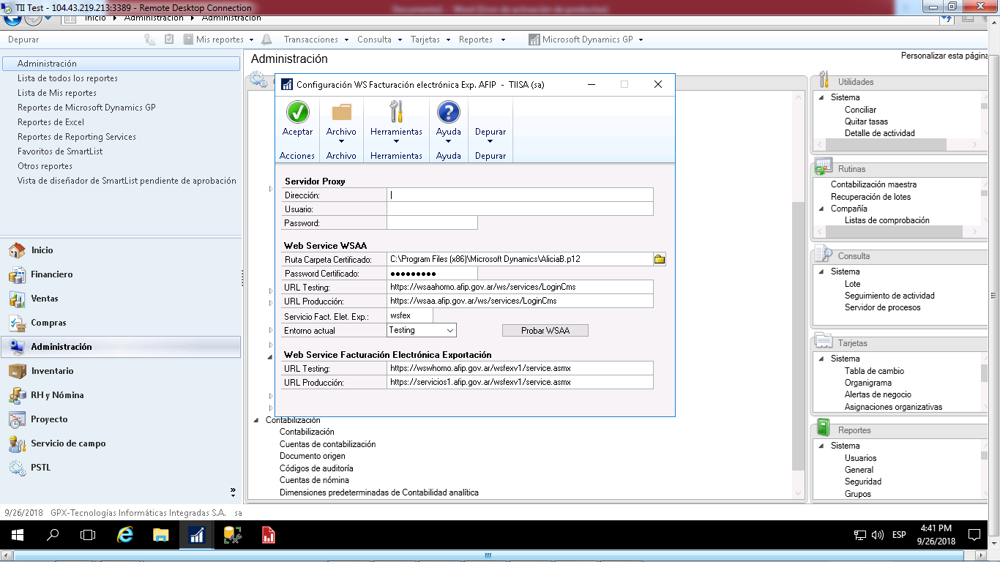 TII Test - 104.43.219.213:3389 - Remote Desktop Connection
Inicio Administración Administración
Depurar Mis reportes Transacciones Consulta Tarjetas Reportes Microsoft Dynamics GP
Administración
Lista de todos los reportes
Lista de Mis reportes
Reportes de Microsoft Dynamics GP
Reportes de Excel
Reportes de Reporting Services
Favoritos de SmartList
Otros reportes
Vista de diseñador de SmartList pendiente de aprobación
Inicio
Financiero
Ventas
Compras
Administración
Inventario
RH y Nómina
Proyecto
Servicio de campo
PSTL
Administración
Personalizar esta página
Configuración WS Facturación electrónica Exp. AFIP - TIISA (sa)
Aceptar Archivo Herramientas Ayuda Depurar
Acciones Archivo Herramientas Ayuda Depurar
Servidor Proxy
Dirección:
Usuario:
Password:
Web Service WSAA
Ruta Carpeta Certificado: C:\Program Files (x86)\Microsoft Dynamics\AliciaB.p12
Password Certificado: ●●●●●●●●●
URL Testing: https://wsaahomo.afip.gov.ar/ws/services/LoginCms
URL Producción: https://wsaa.afip.gov.ar/ws/services/LoginCms
Servicio Fact. Elet. Exp.: wsfex
Entorno actual Testing Probar WSAA
Web Service Facturación Electrónica Exportación
URL Testing: https://wswhomo.afip.gov.ar/wsfexv1/service.asmx
URL Producción: https://servicios1.afip.gov.ar/wsfexv1/service.asmx
Contabilización
Contabilización
Cuentas de contabilización
Documento origen
Códigos de auditoría
Cuentas de nómina
Dimensiones predeterminadas de Contabilidad analítica
Utilidades
Sistema
Conciliar
Quitar tasas
Detalle de actividad
Rutinas
Contabilización maestra
Recuperación de lotes
Compañía
Listas de comprobación
Consulta
Sistema
Lote
Seguimiento de actividad
Servidor de procesos
Tarjetas
Sistema
Tabla de cambio
Organigrama
Alertas de negocio
Asignaciones organizativas
Reportes
Sistema
Usuarios
General
Seguridad
Grupos
9/26/2018 GPX-Tecnologías Informáticas Integradas S.A. sa
ESP
4:41 PM
9/26/2018